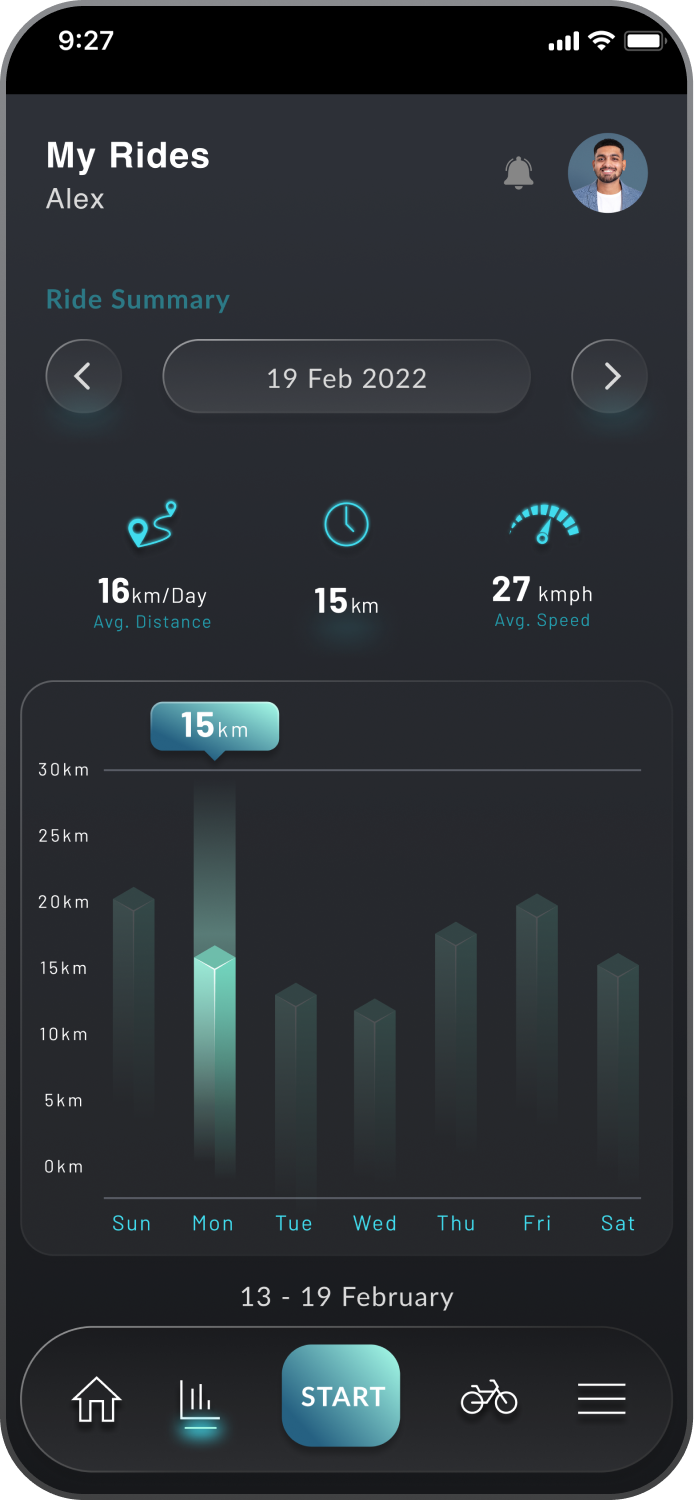 9:27
My Rides
Alex
Ride Summary
19 Feb 2022
16km/Day
Avg. Distance
15km
27 kmph
Avg. Speed
15km
30km
25km
20km
15km
10km
5km
0km
Sun Mon Tue Wed Thu Fri Sat
13 - 19 February
START